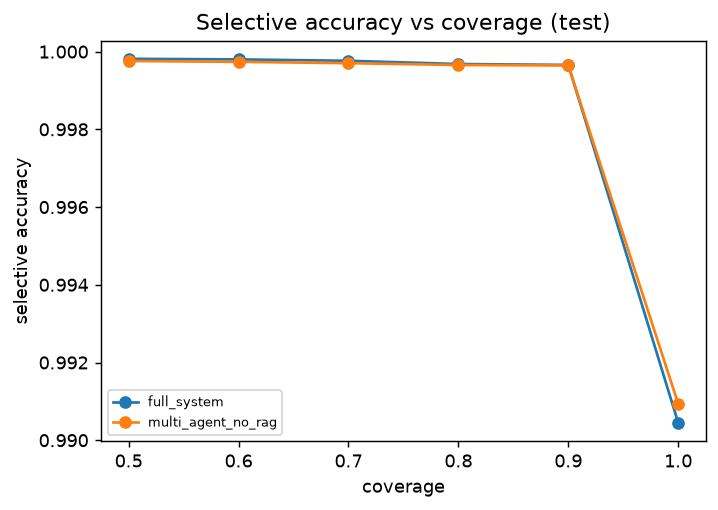 Selective accuracy vs coverage (test)
selective accuracy
1.000
0.998
0.996
0.994
0.992
0.990
full_system
multi_agent_no_rag
0.5 0.6 0.7 0.8 0.9 1.0
coverage